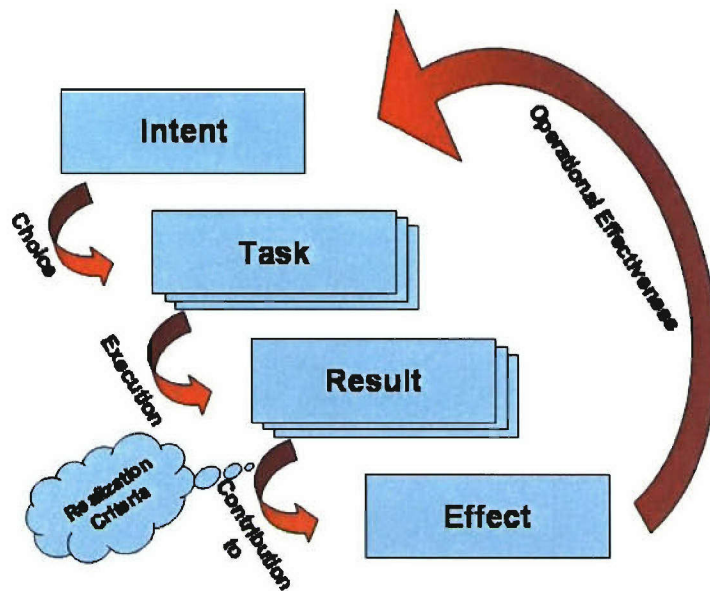 Intent
Choice
Operational Effectiveness
Task
Execution
Result
Realization
Criteria
Contribution
to
Effect